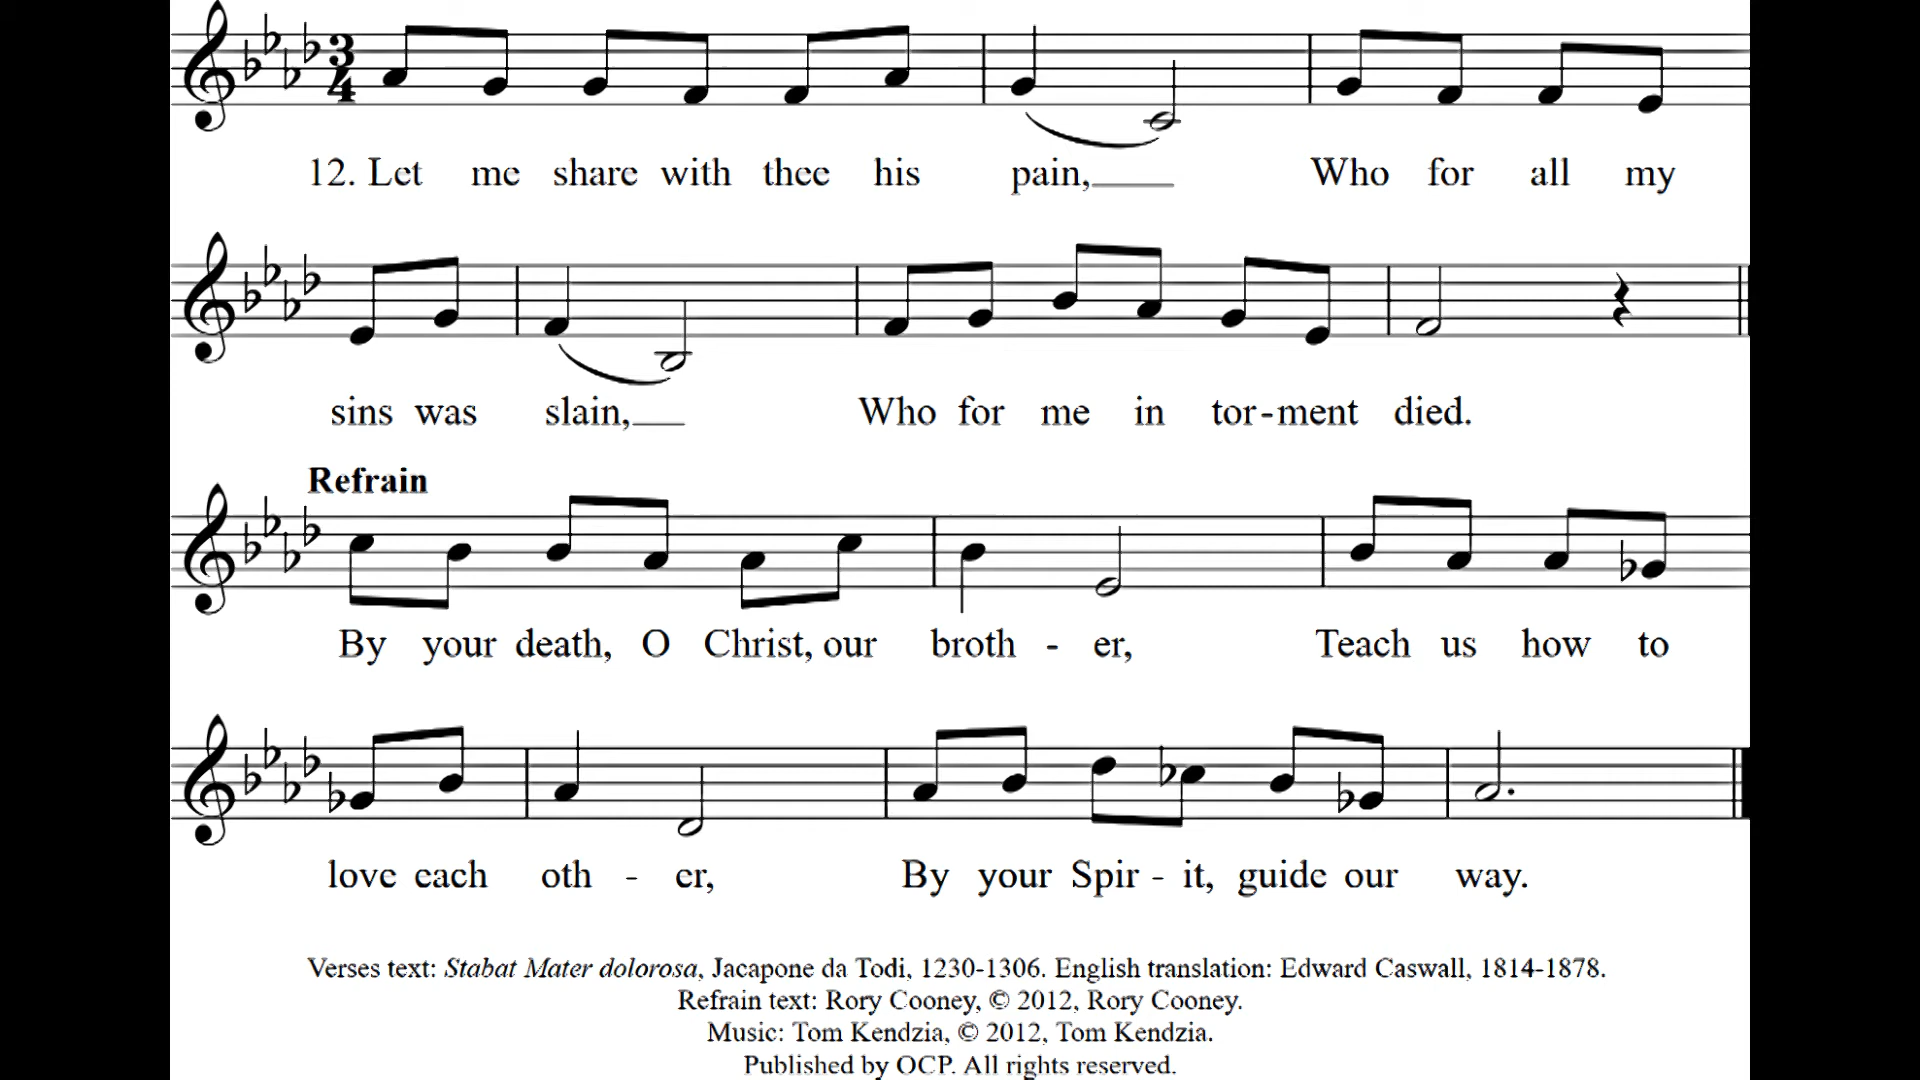 12. Let me share with thee his pain, Who for all my
sins was slain, Who for me in tor-ment died.
Refrain
By your death, O Christ, our broth - er, Teach us how to
love each oth - er, By your Spir - it, guide our way.
Verses text: Stabat Mater dolorosa, Jacapone da Todi, 1230-1306. English translation: Edward Caswall, 1814-1878.
Refrain text: Rory Cooney, © 2012, Rory Cooney.
Music: Tom Kendzia, © 2012, Tom Kendzia.
Published by OCP. All rights reserved.